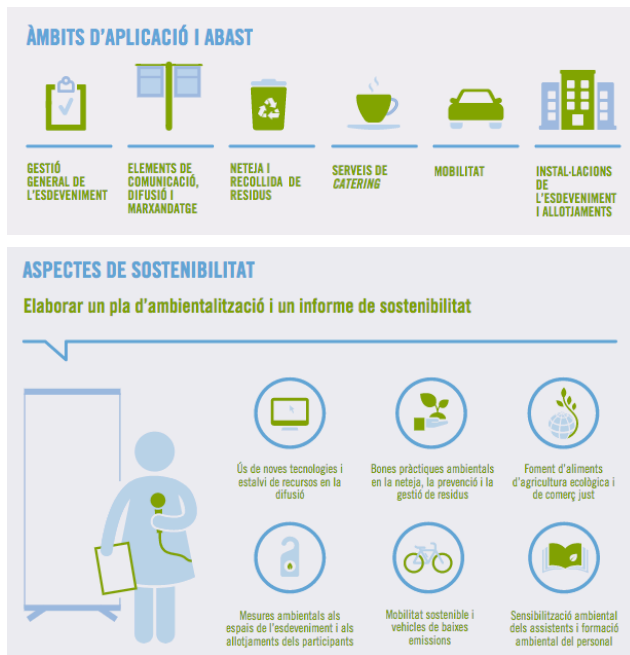 ÀMBITS D'APLICACIÓ I ABAST
GESTIÓ
GENERAL DE
L'ESDEVENIMENT
ELEMENTS DE
COMUNICACIÓ,
DIFUSIÓ I
MARXANDATGE
NETEJA I
RECOLLIDA DE
RESIDUS
SERVEIS DE
CATERING
MOBILITAT
INSTAL·LACIONS
DE
L'ESDEVENIMENT
I ALLOTJAMENTS
ASPECTES DE SOSTENIBILITAT
Elaborar un pla d'ambientalització i un informe de sostenibilitat
Ús de noves tecnologies i
estalvi de recursos en la
difusió
Bones pràctiques ambientals
en la neteja, la prevenció i la
gestió de residus
Foment d'aliments
d'agricultura ecològica i
de comerç just
Mesures ambientals als
espais de l'esdeveniment i als
allotjaments dels participants
Mobilitat sostenible i
vehicles de baixes
emissions
Sensibilització ambiental
dels assistents i formació
ambiental del personal